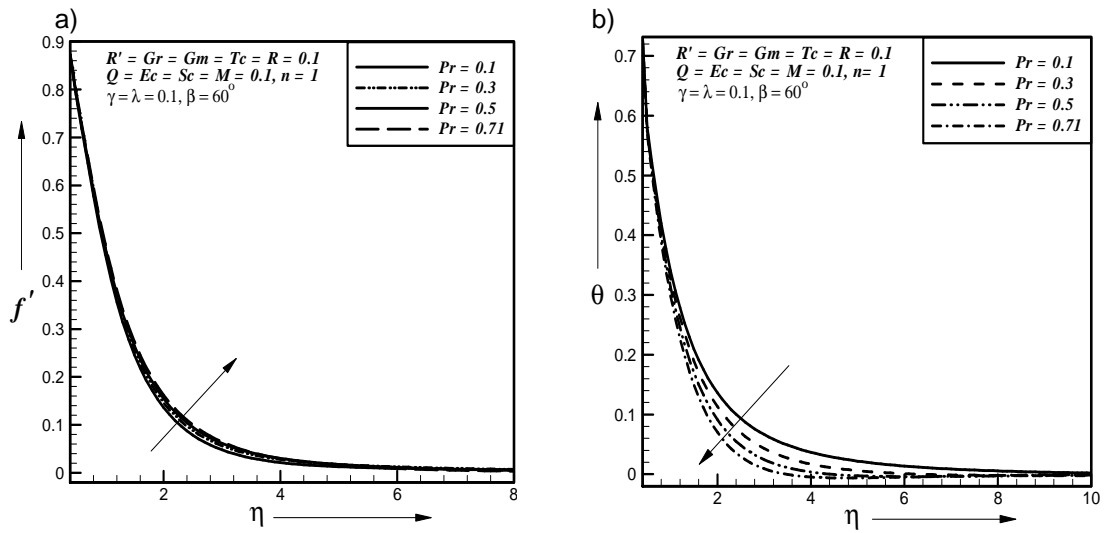 a)
R' = Gr = Gm = Tc = R = 0.1
Q = Ec = Sc = M = 0.1, n = 1
γ = λ = 0.1, β = 60°
Pr = 0.1
Pr = 0.3
Pr = 0.5
Pr = 0.71
0.9
0.8
0.7
0.6
0.5
0.4
0.3
0.2
0.1
0
f'
2
4
6
8
η
b)
R' = Gr = Gm = Tc = R = 0.1
Q = Ec = Sc = M = 0.1, n = 1
γ = λ = 0.1, β = 60°
Pr = 0.1
Pr = 0.3
Pr = 0.5
Pr = 0.71
0.7
0.6
0.5
0.4
0.3
0.2
0.1
0
θ
2
4
6
8
10
η